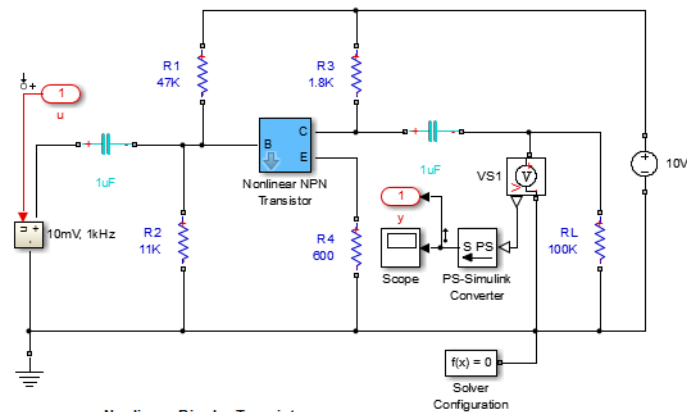 R1
47K
R3
1.8K
1
u
+
1uF
B
C
E
Nonlinear NPN
Transistor
1uF
VS1
V
10V
10mV, 1kHz
R2
11K
R4
600
1
y
Scope
S PS
PS-Simulink
Converter
RL
100K
f(x) = 0
Solver
Configuration